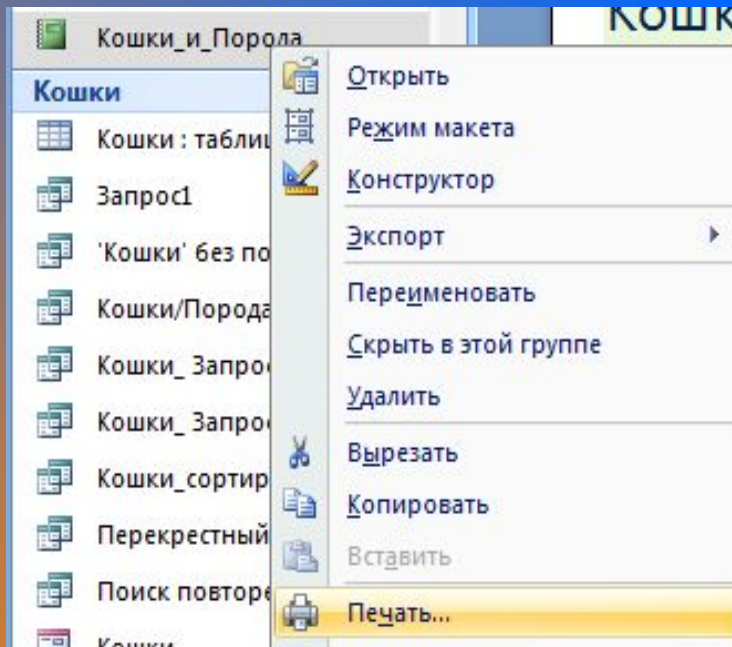 Кошки_и_Порода
Кошки
Кошки : таблиц
Запрос1
'Кошки' без по
Кошки/Порода
Кошки_ Запро
Кошки_ Запро
Кошки_сортир
Перекрестный
Поиск повторе
Кошки
Открыть
Режим макета
Конструктор
Экспорт
Переименовать
Скрыть в этой группе
Удалить
Вырезать
Копировать
Вставить
Печать...